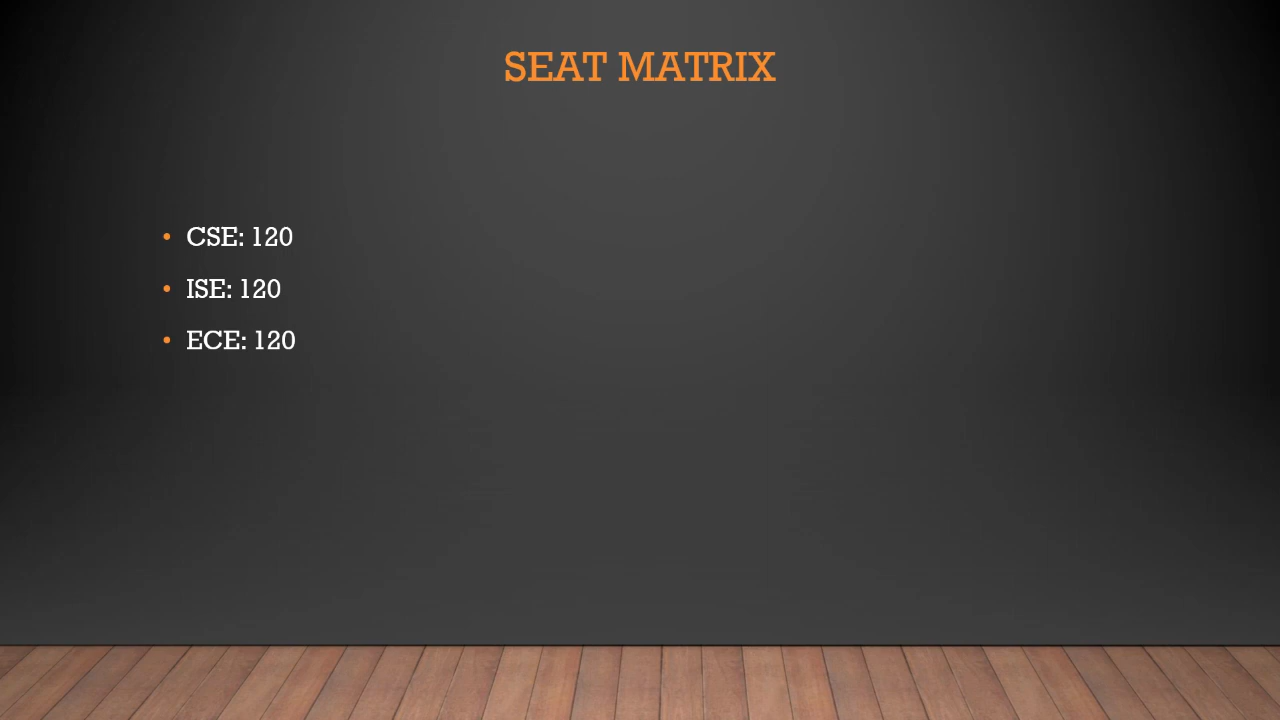 SEAT MATRIX
• CSE: 120
• ISE: 120
• ECE: 120